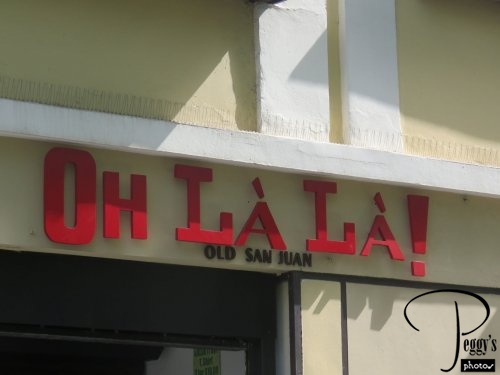 OH LÀ LÀ!
OLD SAN JUAN
Peggy's
photos